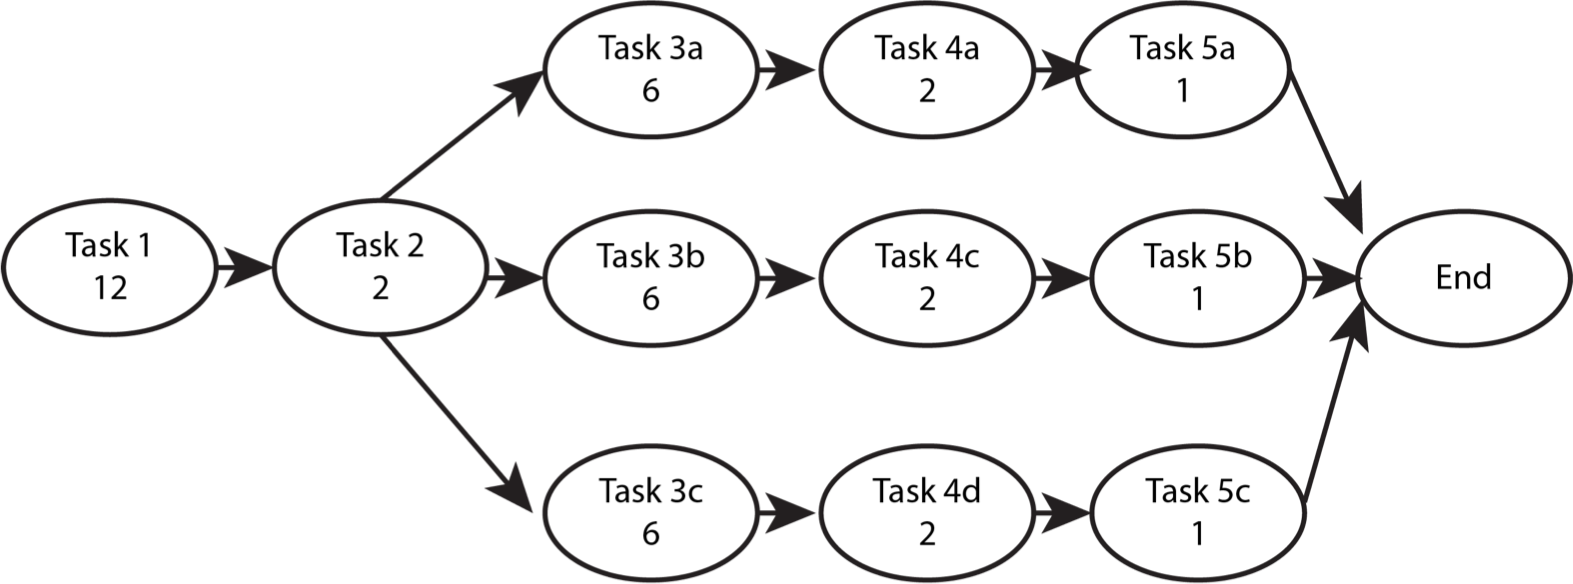 Task 3a
6
Task 4a
2
Task 5a
1
Task 1
12
Task 2
2
Task 3b
6
Task 4c
2
Task 5b
1
End
Task 3c
6
Task 4d
2
Task 5c
1